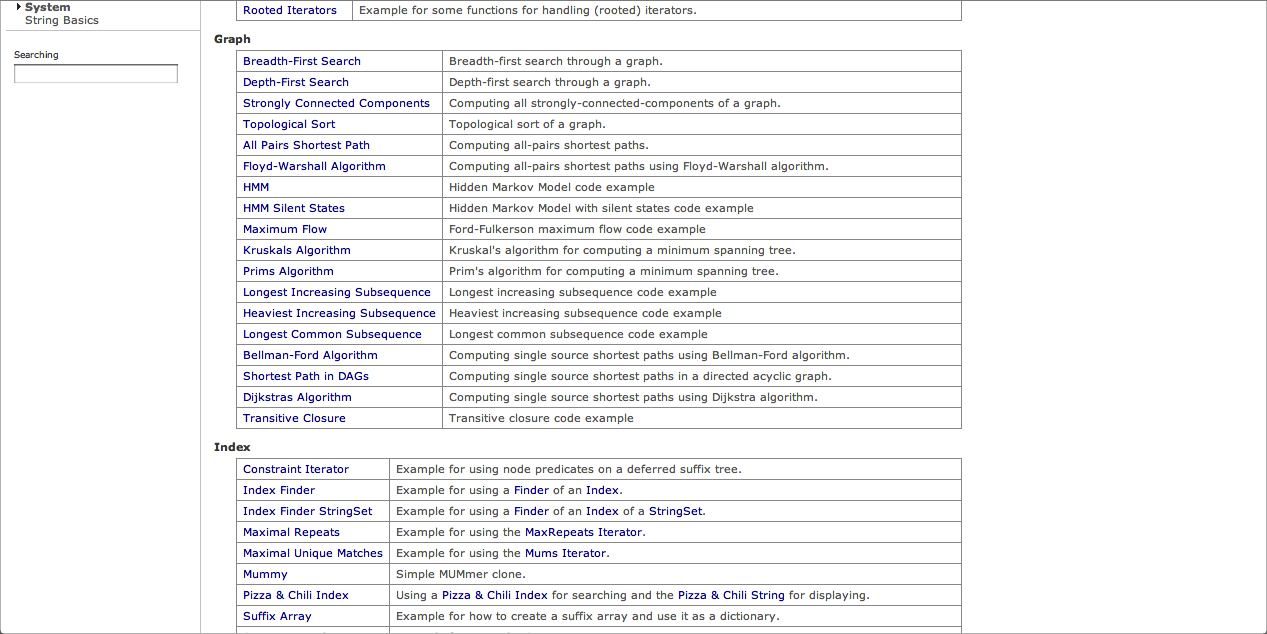 System
String Basics
Searching
Rooted Iterators Example for some functions for handling (rooted) iterators.
Graph
Breadth-First Search Breadth-first search through a graph.
Depth-First Search Depth-first search through a graph.
Strongly Connected Components Computing all strongly-connected-components of a graph.
Topological Sort Topological sort of a graph.
All Pairs Shortest Path Computing all-pairs shortest paths.
Floyd-Warshall Algorithm Computing all-pairs shortest paths using Floyd-Warshall algorithm.
HMM Hidden Markov Model code example
HMM Silent States Hidden Markov Model with silent states code example
Maximum Flow Ford-Fulkerson maximum flow code example
Kruskals Algorithm Kruskal's algorithm for computing a minimum spanning tree.
Prims Algorithm Prim's algorithm for computing a minimum spanning tree.
Longest Increasing Subsequence Longest increasing subsequence code example
Heaviest Increasing Subsequence Heaviest increasing subsequence code example
Longest Common Subsequence Longest common subsequence code example
Bellman-Ford Algorithm Computing single source shortest paths using Bellman-Ford algorithm.
Shortest Path in DAGs Computing single source shortest paths in a directed acyclic graph.
Dijkstras Algorithm Computing single source shortest paths using Dijkstra algorithm.
Transitive Closure Transitive closure code example
Index
Constraint Iterator Example for using node predicates on a deferred suffix tree.
Index Finder Example for using a Finder of an Index.
Index Finder StringSet Example for using a Finder of an Index of a StringSet.
Maximal Repeats Example for using the MaxRepeats Iterator.
Maximal Unique Matches Example for using the Mums Iterator.
Mummy Simple MUMmer clone.
Pizza & Chili Index Using a Pizza & Chili Index for searching and the Pizza & Chili String for displaying.
Suffix Array Example for how to create a suffix array and use it as a dictionary.